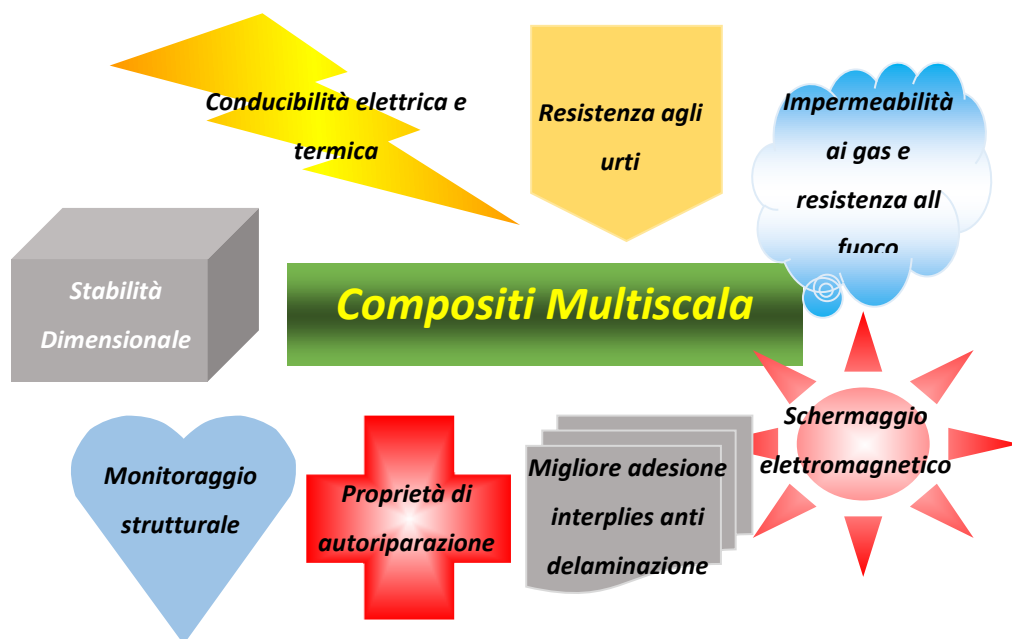 Conducibilità elettrica e
termica
Resistenza agli
urti
Impermeabilità
ai gas e
resistenza all
fuoco
Stabilità
Dimensionale
Compositi Multiscala
Schermaggio
elettromagnetico
Monitoraggio
strutturale
Proprietà di
autoriparazione
Migliore adesione
interplies anti
delaminazione